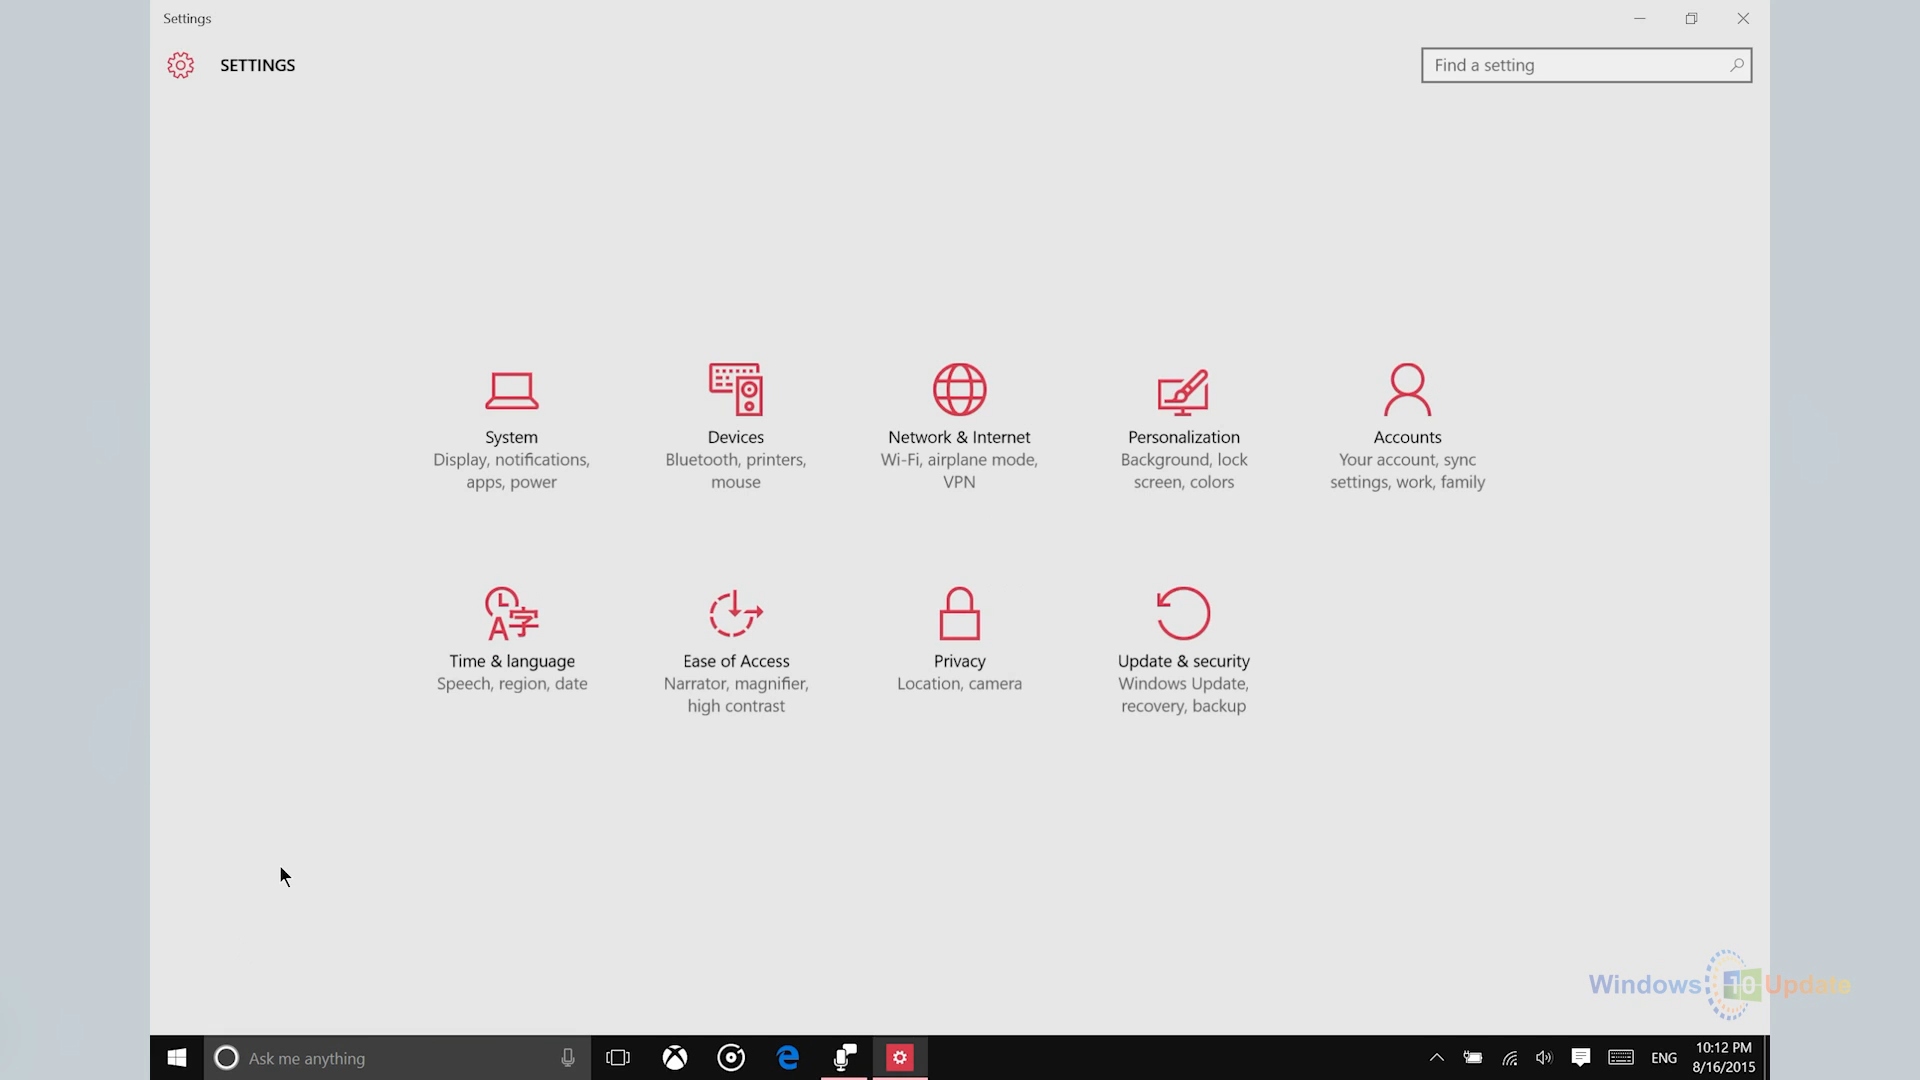 Settings
SETTINGS
Find a setting
System
Display, notifications,
apps, power
Devices
Bluetooth, printers,
mouse
Network & Internet
Wi-Fi, airplane mode,
VPN
Personalization
Background, lock
screen, colors
Accounts
Your account, sync
settings, work, family
Time & language
Speech, region, date
Ease of Access
Narrator, magnifier,
high contrast
Privacy
Location, camera
Update & security
Windows Update,
recovery, backup
Windows 10 Update
Ask me anything
ENG
10:12 PM
8/16/2015